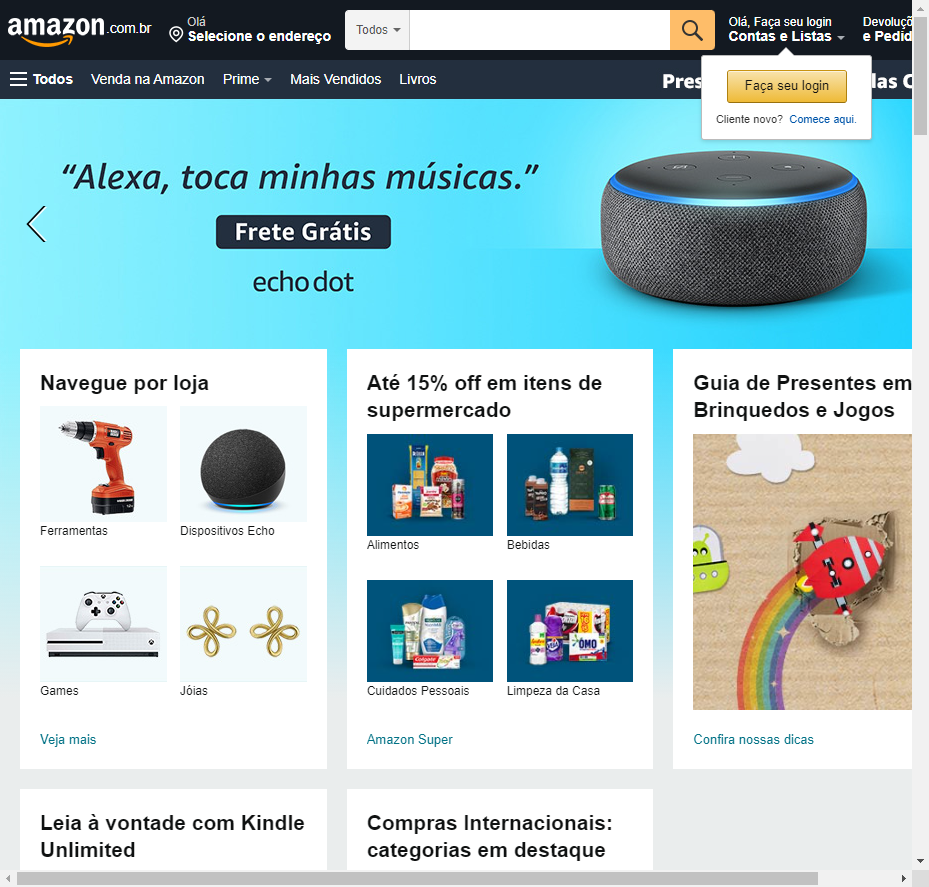 amazon.com.br
Olá
Selecione o endereço
Todos
Olá, Faça seu login
Contas e Listas
Devoluçõ
e Pedid
Todos
Venda na Amazon
Prime
Mais Vendidos
Livros
Pres
las C
Faça seu login
Cliente novo? Comece aqui.
“Alexa, toca minhas músicas.”
Frete Grátis
echo dot
Navegue por loja
Ferramentas
Dispositivos Echo
Games
Jóias
Veja mais
Até 15% off em itens de
supermercado
Alimentos
Bebidas
Cuidados Pessoais
Limpeza da Casa
Amazon Super
Guia de Presentes em
Brinquedos e Jogos
Confira nossas dicas
Leia à vontade com Kindle
Unlimited
Compras Internacionais:
categorias em destaque
Colgate
OMO